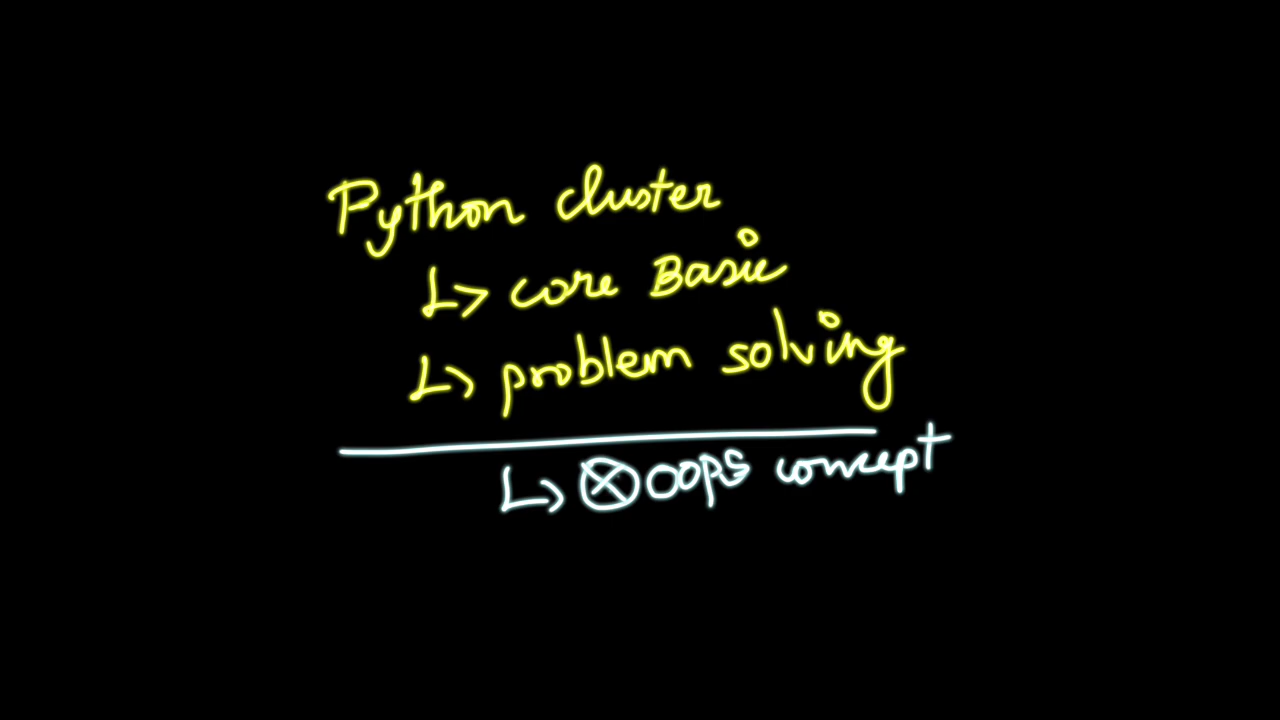 Python cluster
↳ core Basic
↳ problem solving
↳ ⊗ OOPS concept